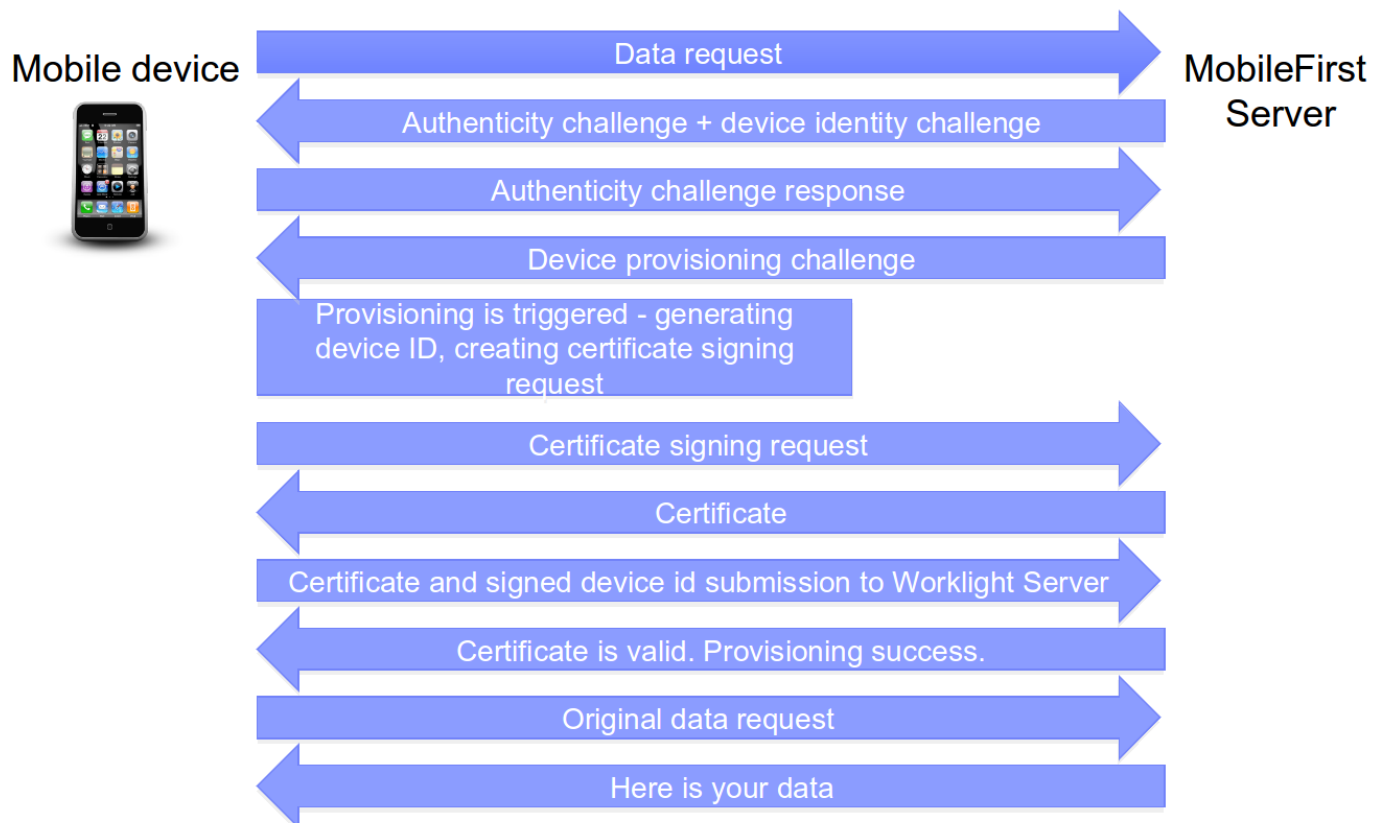 Mobile device
MobileFirst
Server
Data request
Authenticity challenge + device identity challenge
Authenticity challenge response
Device provisioning challenge
Provisioning is triggered - generating
device ID, creating certificate signing
request
Certificate signing request
Certificate
Certificate and signed device id submission to Worklight Server
Certificate is valid. Provisioning success.
Original data request
Here is your data